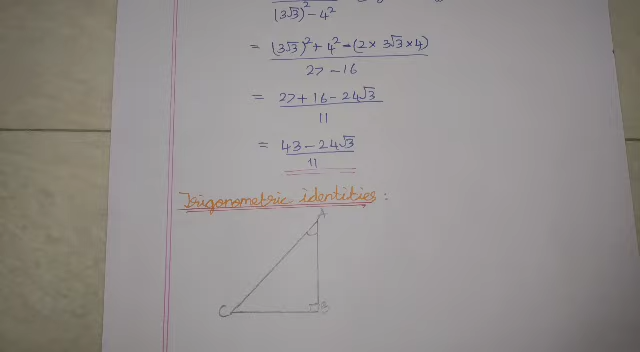 (3√3)² − 4²
= (3√3)² + 4² − (2 × 3√3 × 4)
27 − 16
= 27 + 16 − 24√3
11
= 43 − 24√3
11
Trigonometric identities :
A
C B